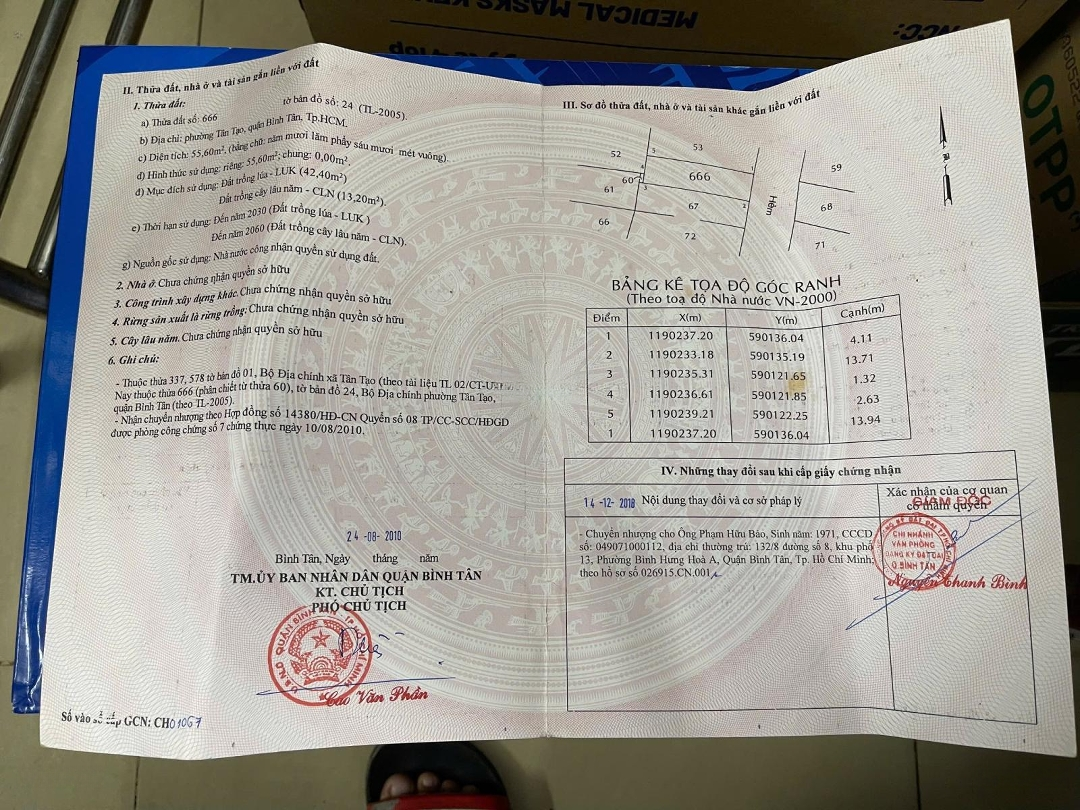 MEDICAL MASKS
NCC:
OTPP
II. Thửa đất, nhà ở và tài sản gắn liền với đất
1. Thửa đất:
a) Thửa đất số: 666 tờ bản đồ số: 24 (TL-2005).
b) Địa chỉ: phường Tân Tạo, quận Bình Tân, Tp.HCM.
c) Diện tích: 55,60m², (bằng chữ: năm mươi lăm phẩy sáu mươi mét vuông).
d) Hình thức sử dụng: riêng: 55,60m²; chung: 0,00m².
đ) Mục đích sử dụng: Đất trồng lúa - LUK (42,40m²)
Đất trồng cây lâu năm - CLN (13,20m²).
e) Thời hạn sử dụng: Đến năm 2030 (Đất trồng lúa - LUK )
Đến năm 2060 (Đất trồng cây lâu năm - CLN).
g) Nguồn gốc sử dụng: Nhà nước công nhận quyền sử dụng đất.
2. Nhà ở: Chưa chứng nhận quyền sở hữu
3. Công trình xây dựng khác: Chưa chứng nhận quyền sở hữu
4. Rừng sản xuất là rừng trồng: Chưa chứng nhận quyền sở hữu
5. Cây lâu năm: Chưa chứng nhận quyền sở hữu
6. Ghi chú:
- Thuộc thửa 337, 578 tờ bản đồ 01, Bộ Địa chính xã Tân Tạo (theo tài liệu TL 02/CT-
Nay thuộc thửa 666 (phân chiết từ thửa 60), tờ bản đồ 24, Bộ Địa chính phường Tân Tạo,
quận Bình Tân (theo TL-2005).
- Nhận chuyển nhượng theo Hợp đồng số 14380/HĐ-CN Quyển số 08 TP/CC-SCC/HĐGD
được phòng công chứng số 7 chứng thực ngày 10/08/2010.
24-08-2010
Bình Tân, Ngày tháng năm
TM.ỦY BAN NHÂN DÂN QUẬN BÌNH TÂN
KT. CHỦ TỊCH
PHÓ CHỦ TỊCH
Cao Văn Phấn
Số vào sổ cấp GCN: CH01067
III. Sơ đồ thửa đất, nhà ở và tài sản khác gắn liền với đất
52
53
59
60
666
61
67
Hẻm
68
66
72
71
BẢNG KÊ TỌA ĐỘ GÓC RANH
(Theo toạ độ Nhà nước VN-2000)
Điểm X(m) Y(m) Cạnh(m)
1 1190237.20 590136.04
4.11
2 1190233.18 590135.19
13.71
3 1190235.31 590121.65
1.32
4 1190236.61 590121.85
2.63
5 1190239.21 590122.25
13.94
1 1190237.20 590136.04
IV. Những thay đổi sau khi cấp giấy chứng nhận
14-12-2018 Nội dung thay đổi và cơ sở pháp lý
Xác nhận của cơ quan
có thẩm quyền
GIÁM ĐỐC
- Chuyển nhượng cho Ông Phạm Hữu Bảo, Sinh năm: 1971, CCCD
số: 049071000112, địa chỉ thường trú: 132/8 đường số 8, khu phố
13, Phường Bình Hưng Hoà A, Quận Bình Tân, Tp. Hồ Chí Minh,
theo hồ sơ số 026915.CN.001
CHI NHÁNH
VĂN PHÒNG
ĐĂNG KÝ ĐẤT ĐAI
Q.BÌNH TÂN
Nguyễn Thanh Bình